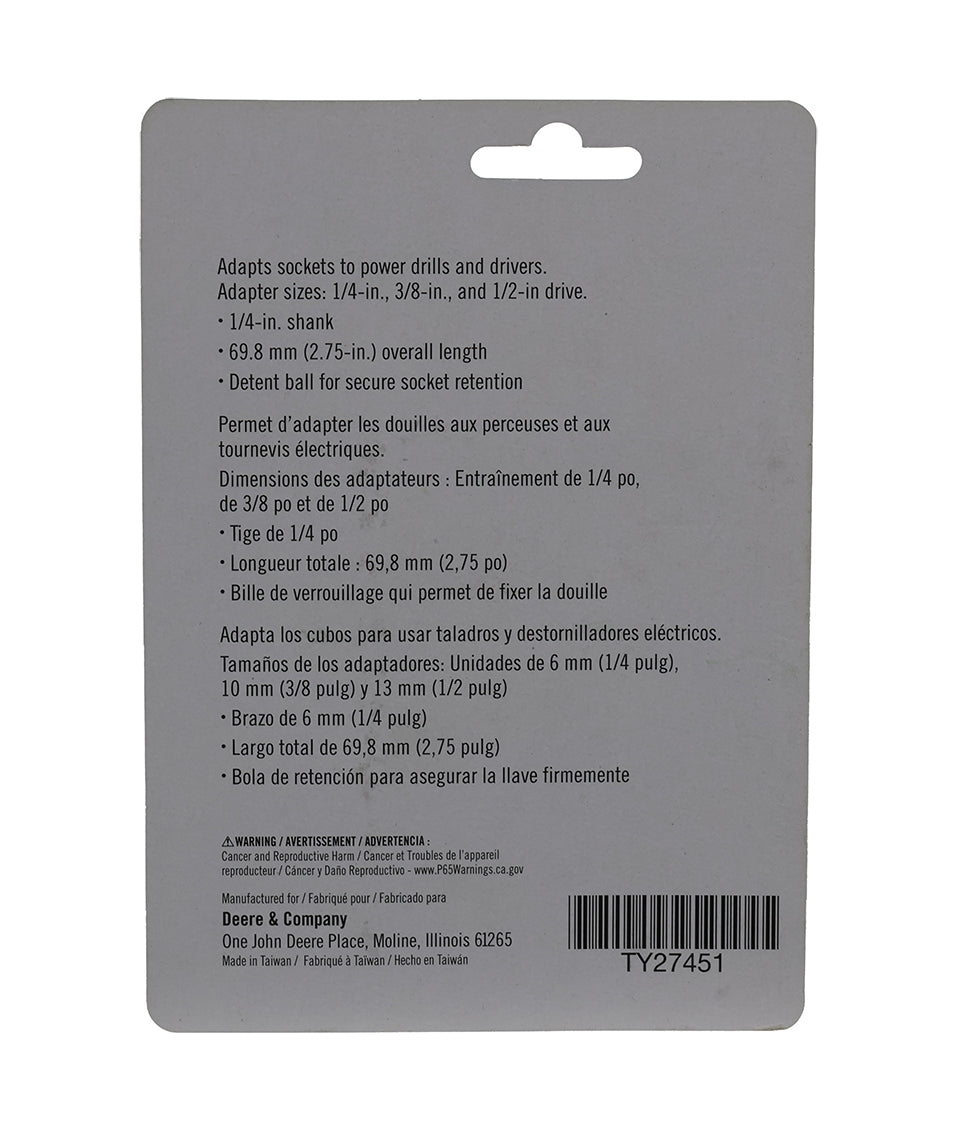 Adapts sockets to power drills and drivers.
Adapter sizes: 1/4-in., 3/8-in., and 1/2-in drive.
• 1/4-in. shank
• 69.8 mm (2.75-in.) overall length
• Detent ball for secure socket retention
Permet d'adapter les douilles aux perceuses et aux
tournevis électriques.
Dimensions des adaptateurs : Entraînement de 1/4 po,
de 3/8 po et de 1/2 po
• Tige de 1/4 po
• Longueur totale : 69,8 mm (2,75 po)
• Bille de verrouillage qui permet de fixer la douille
Adapta los cubos para usar taladros y destornilladores eléctricos.
Tamaños de los adaptadores: Unidades de 6 mm (1/4 pulg),
10 mm (3/8 pulg) y 13 mm (1/2 pulg)
• Brazo de 6 mm (1/4 pulg)
• Largo total de 69,8 mm (2,75 pulg)
• Bola de retención para asegurar la llave firmemente
⚠WARNING / AVERTISSEMENT / ADVERTENCIA :
Cancer and Reproductive Harm / Cancer et Troubles de l'appareil
reproducteur / Cáncer y Daño Reproductivo - www.P65Warnings.ca.gov
Manufactured for / Fabriqué pour / Fabricado para
Deere & Company
One John Deere Place, Moline, Illinois 61265
Made in Taiwan / Fabriqué à Taïwan / Hecho en Taiwán
TY27451